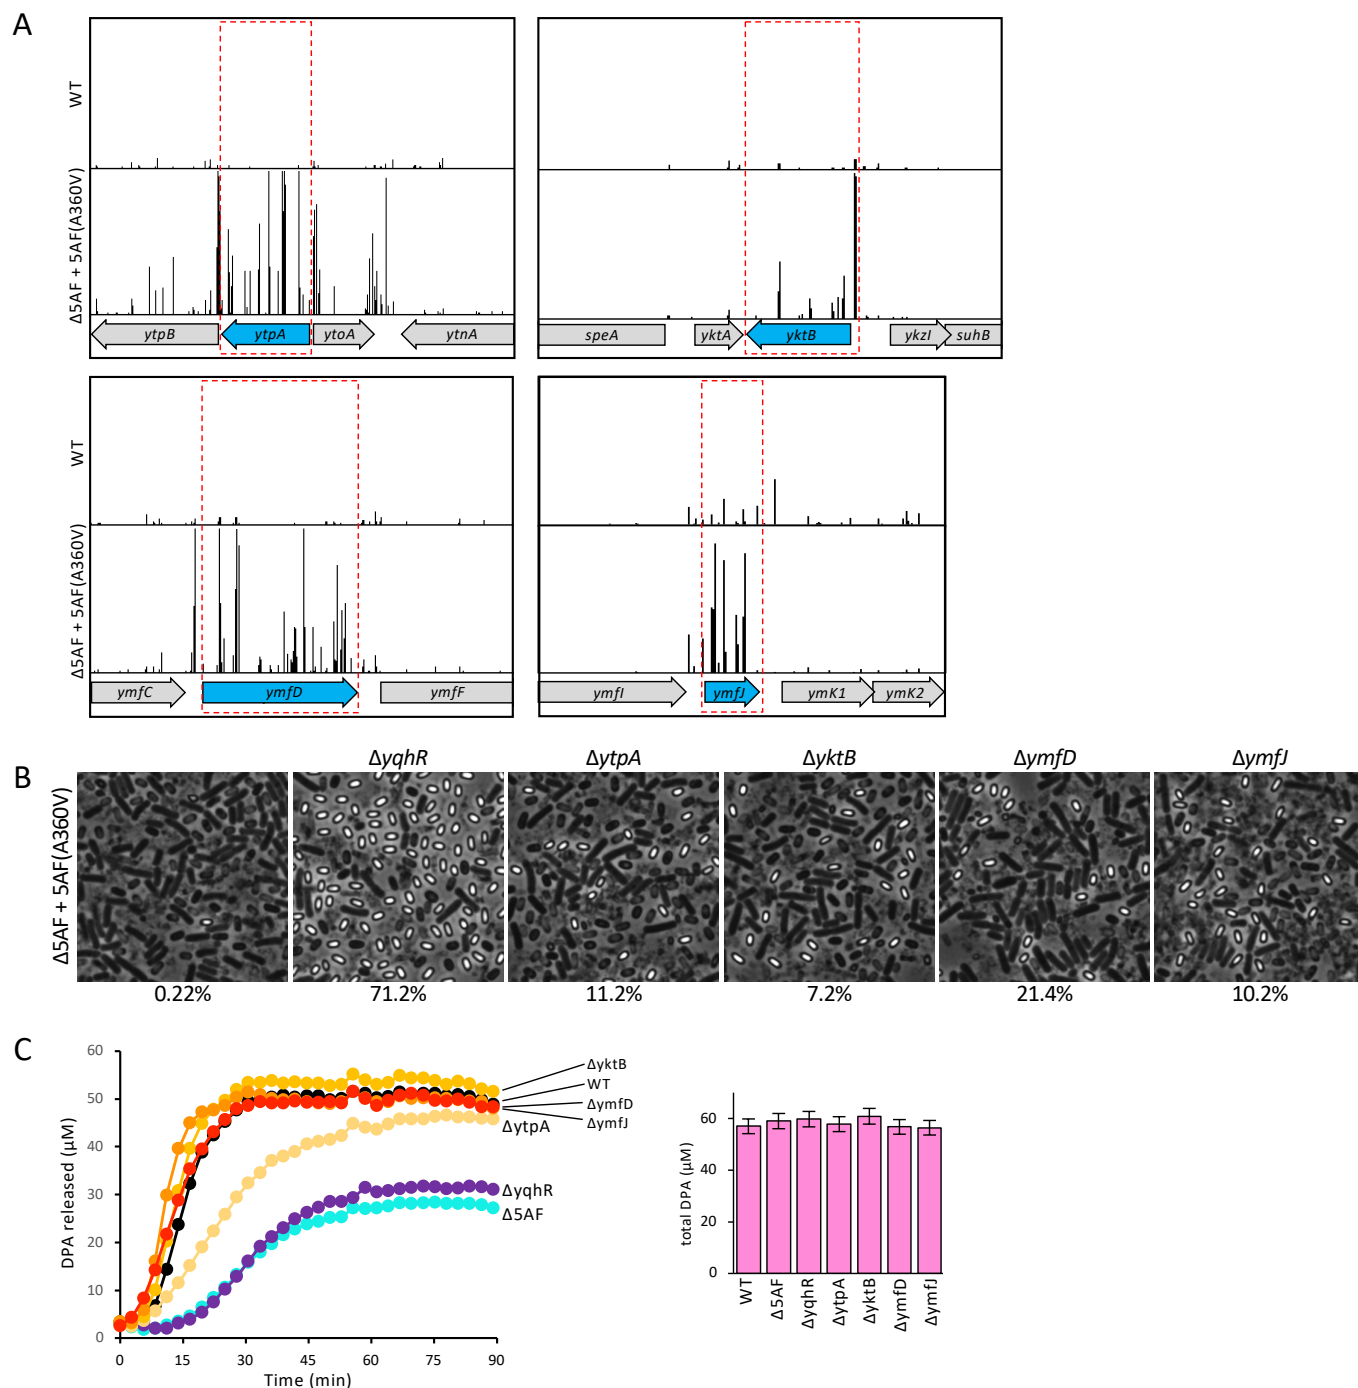 A
WT
Δ5AF + 5AF(A360V)
ytpB
ytpA
ytoA
ytnA
speA
yktA
yktB
ykzI
suhB
WT
Δ5AF + 5AF(A360V)
ymfC
ymfD
ymfF
ymfI
ymfJ
ymK1
ymK2
B
Δ5AF + 5AF(A360V)
ΔyqhR
ΔytpA
ΔyktB
ΔymfD
ΔymfJ
0.22%
71.2%
11.2%
7.2%
21.4%
10.2%
C
DPA released (µM)
60
50
40
30
20
10
0
0
15
30
45
60
75
90
Time (min)
ΔyktB
WT
ΔymfD
ΔymfJ
ΔytpA
ΔyqhR
Δ5AF
total DPA (µM)
60
40
20
0
WT
Δ5AF
ΔyqhR
ΔytpA
ΔyktB
ΔymfD
ΔymfJ